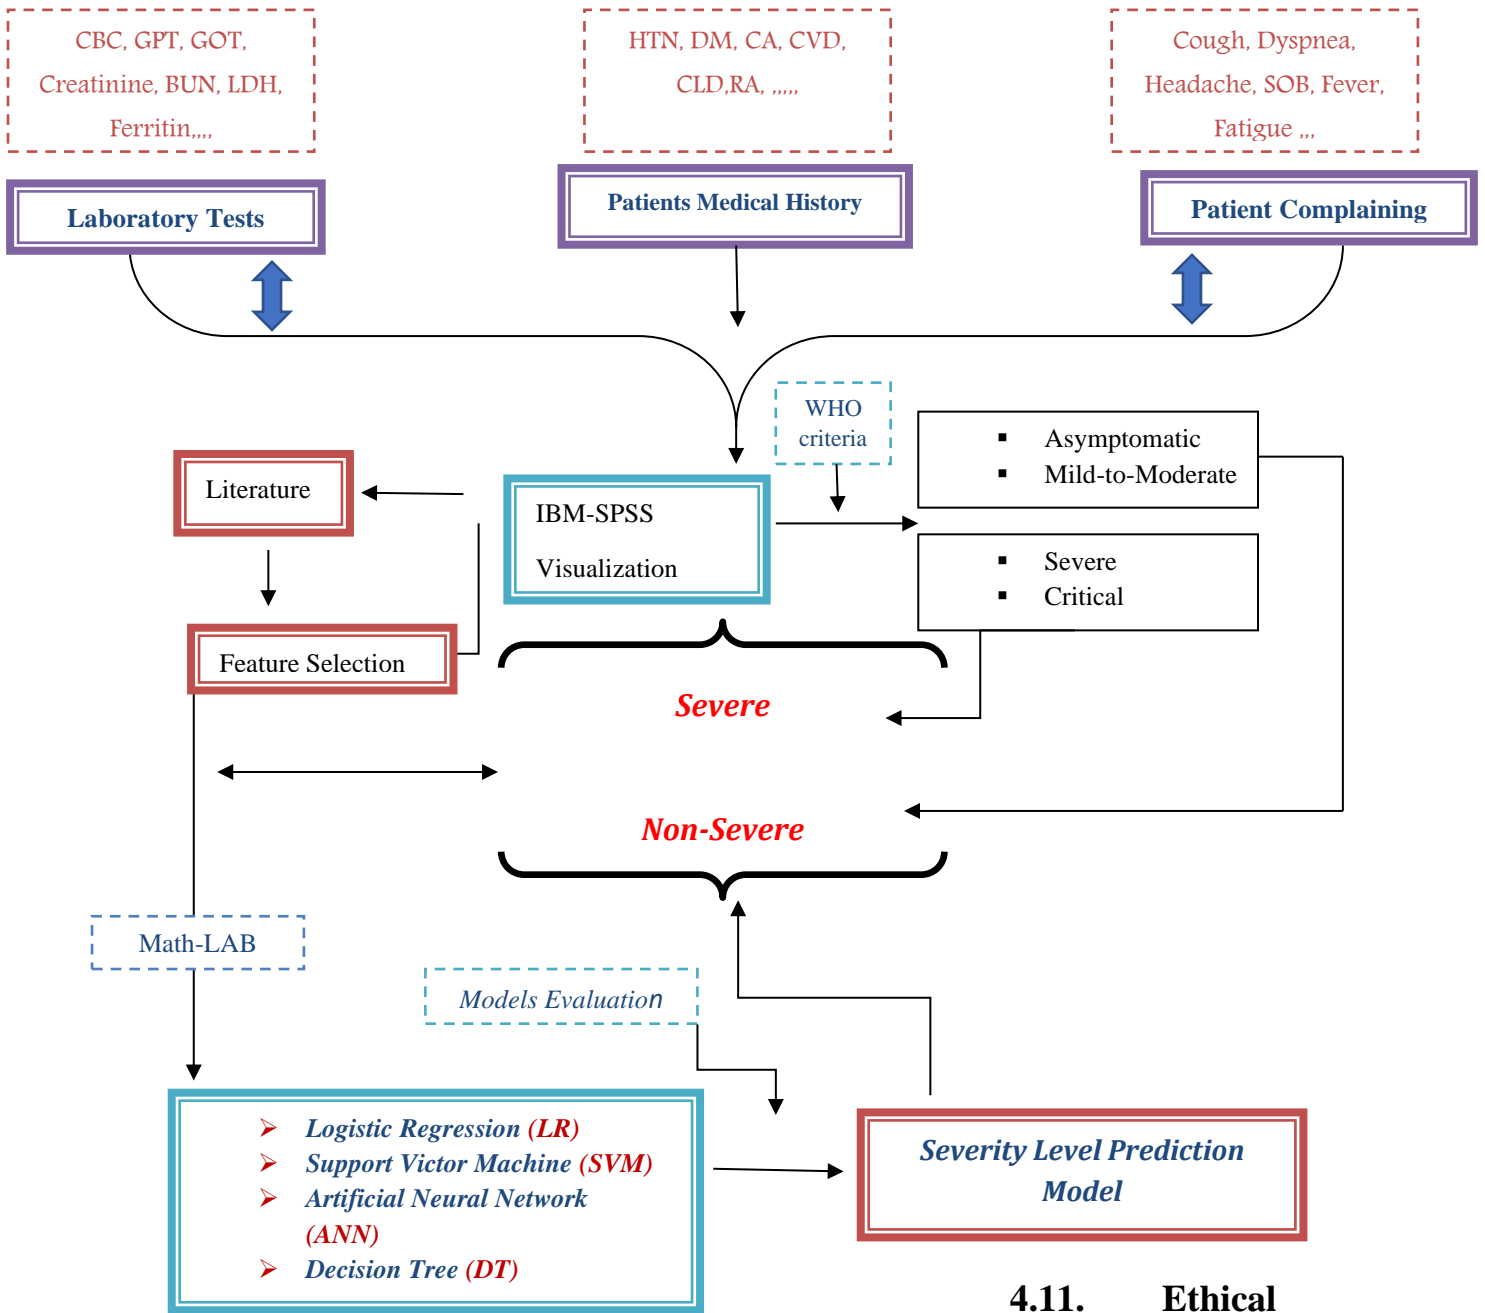 CBC, GPT, GOT,
Creatinine, BUN, LDH,
Ferritin,,,,
HTN, DM, CA, CVD,
CLD,RA, ,,,,,
Cough, Dyspnea,
Headache, SOB, Fever,
Fatigue ,,,
Laboratory Tests
Patients Medical History
Patient Complaining
WHO
criteria
▪ Asymptomatic
▪ Mild-to-Moderate
Literature
IBM-SPSS
Visualization
▪ Severe
▪ Critical
Feature Selection
Severe
Non-Severe
Math-LAB
Models Evaluation
➢ Logistic Regression (LR)
➢ Support Victor Machine (SVM)
➢ Artificial Neural Network
(ANN)
➢ Decision Tree (DT)
Severity Level Prediction
Model
4.11. Ethical